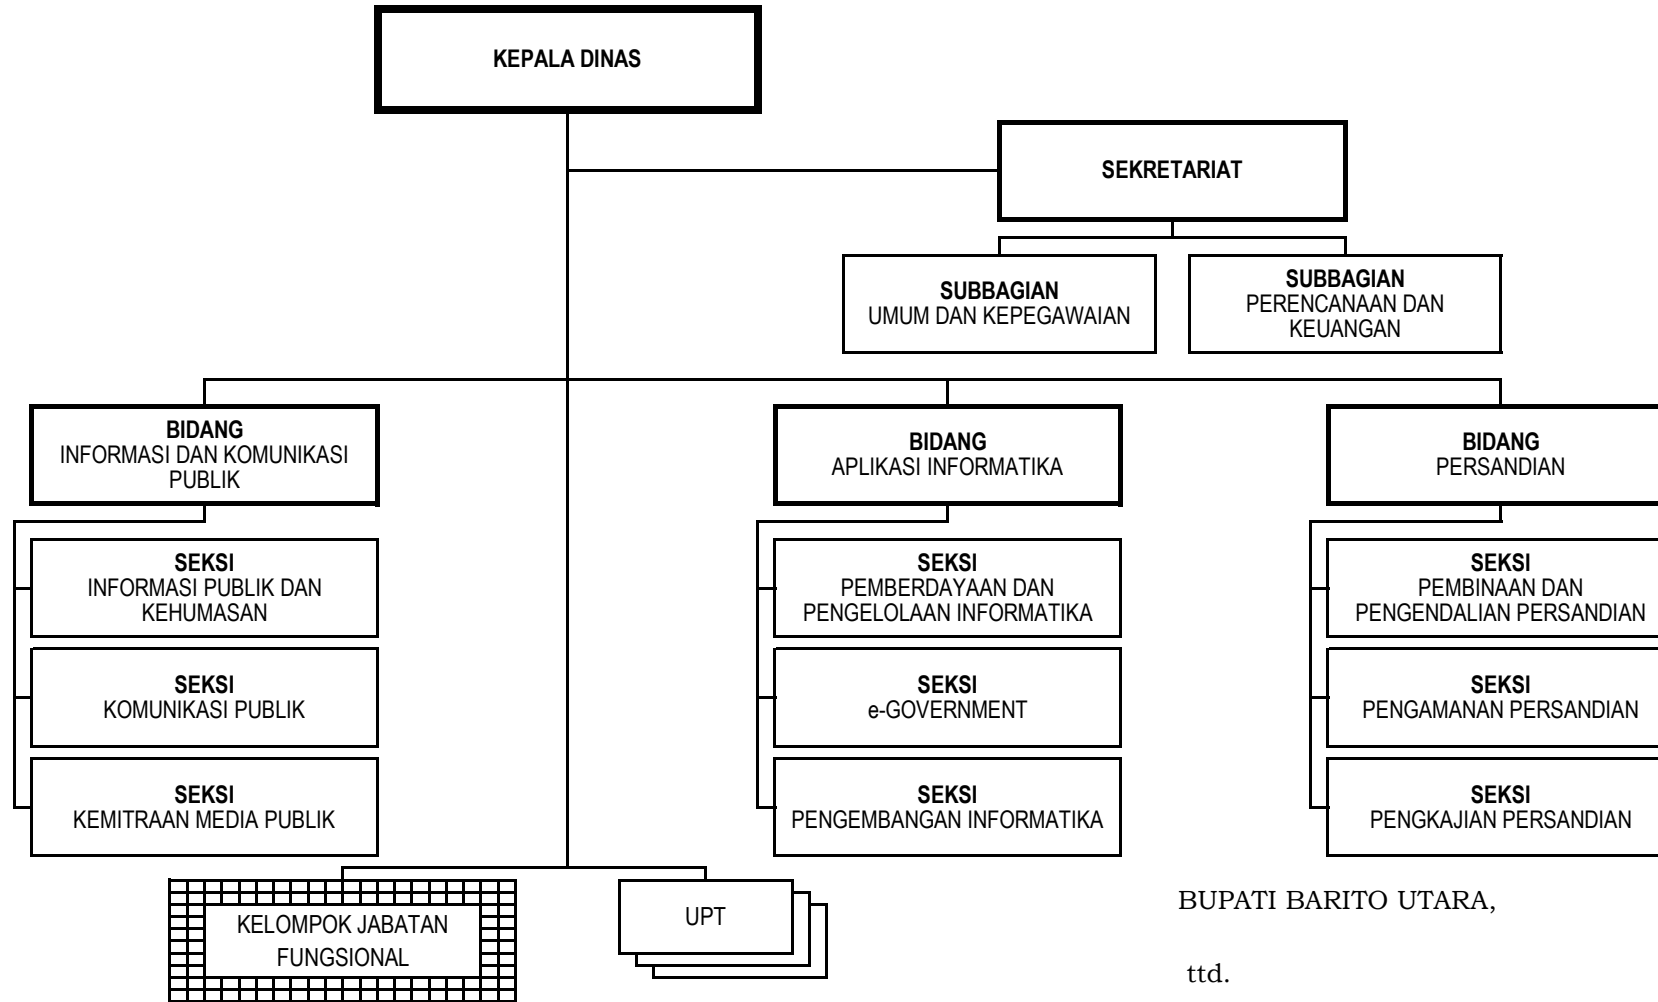 KEPALA DINAS
SEKRETARIAT
SUBBAGIAN
UMUM DAN KEPEGAWAIAN
SUBBAGIAN
PERENCANAAN DAN
KEUANGAN
BIDANG
INFORMASI DAN KOMUNIKASI
PUBLIK
BIDANG
APLIKASI INFORMATIKA
BIDANG
PERSANDIAN
SEKSI
INFORMASI PUBLIK DAN
KEHUMASAN
SEKSI
PEMBERDAYAAN DAN
PENGELOLAAN INFORMATIKA
SEKSI
PEMBINAAN DAN
PENGENDALIAN PERSANDIAN
SEKSI
KOMUNIKASI PUBLIK
SEKSI
e-GOVERNMENT
SEKSI
PENGAMANAN PERSANDIAN
SEKSI
KEMITRAAN MEDIA PUBLIK
SEKSI
PENGEMBANGAN INFORMATIKA
SEKSI
PENGKAJIAN PERSANDIAN
KELOMPOK JABATAN
FUNGSIONAL
UPT
BUPATI BARITO UTARA,
ttd.